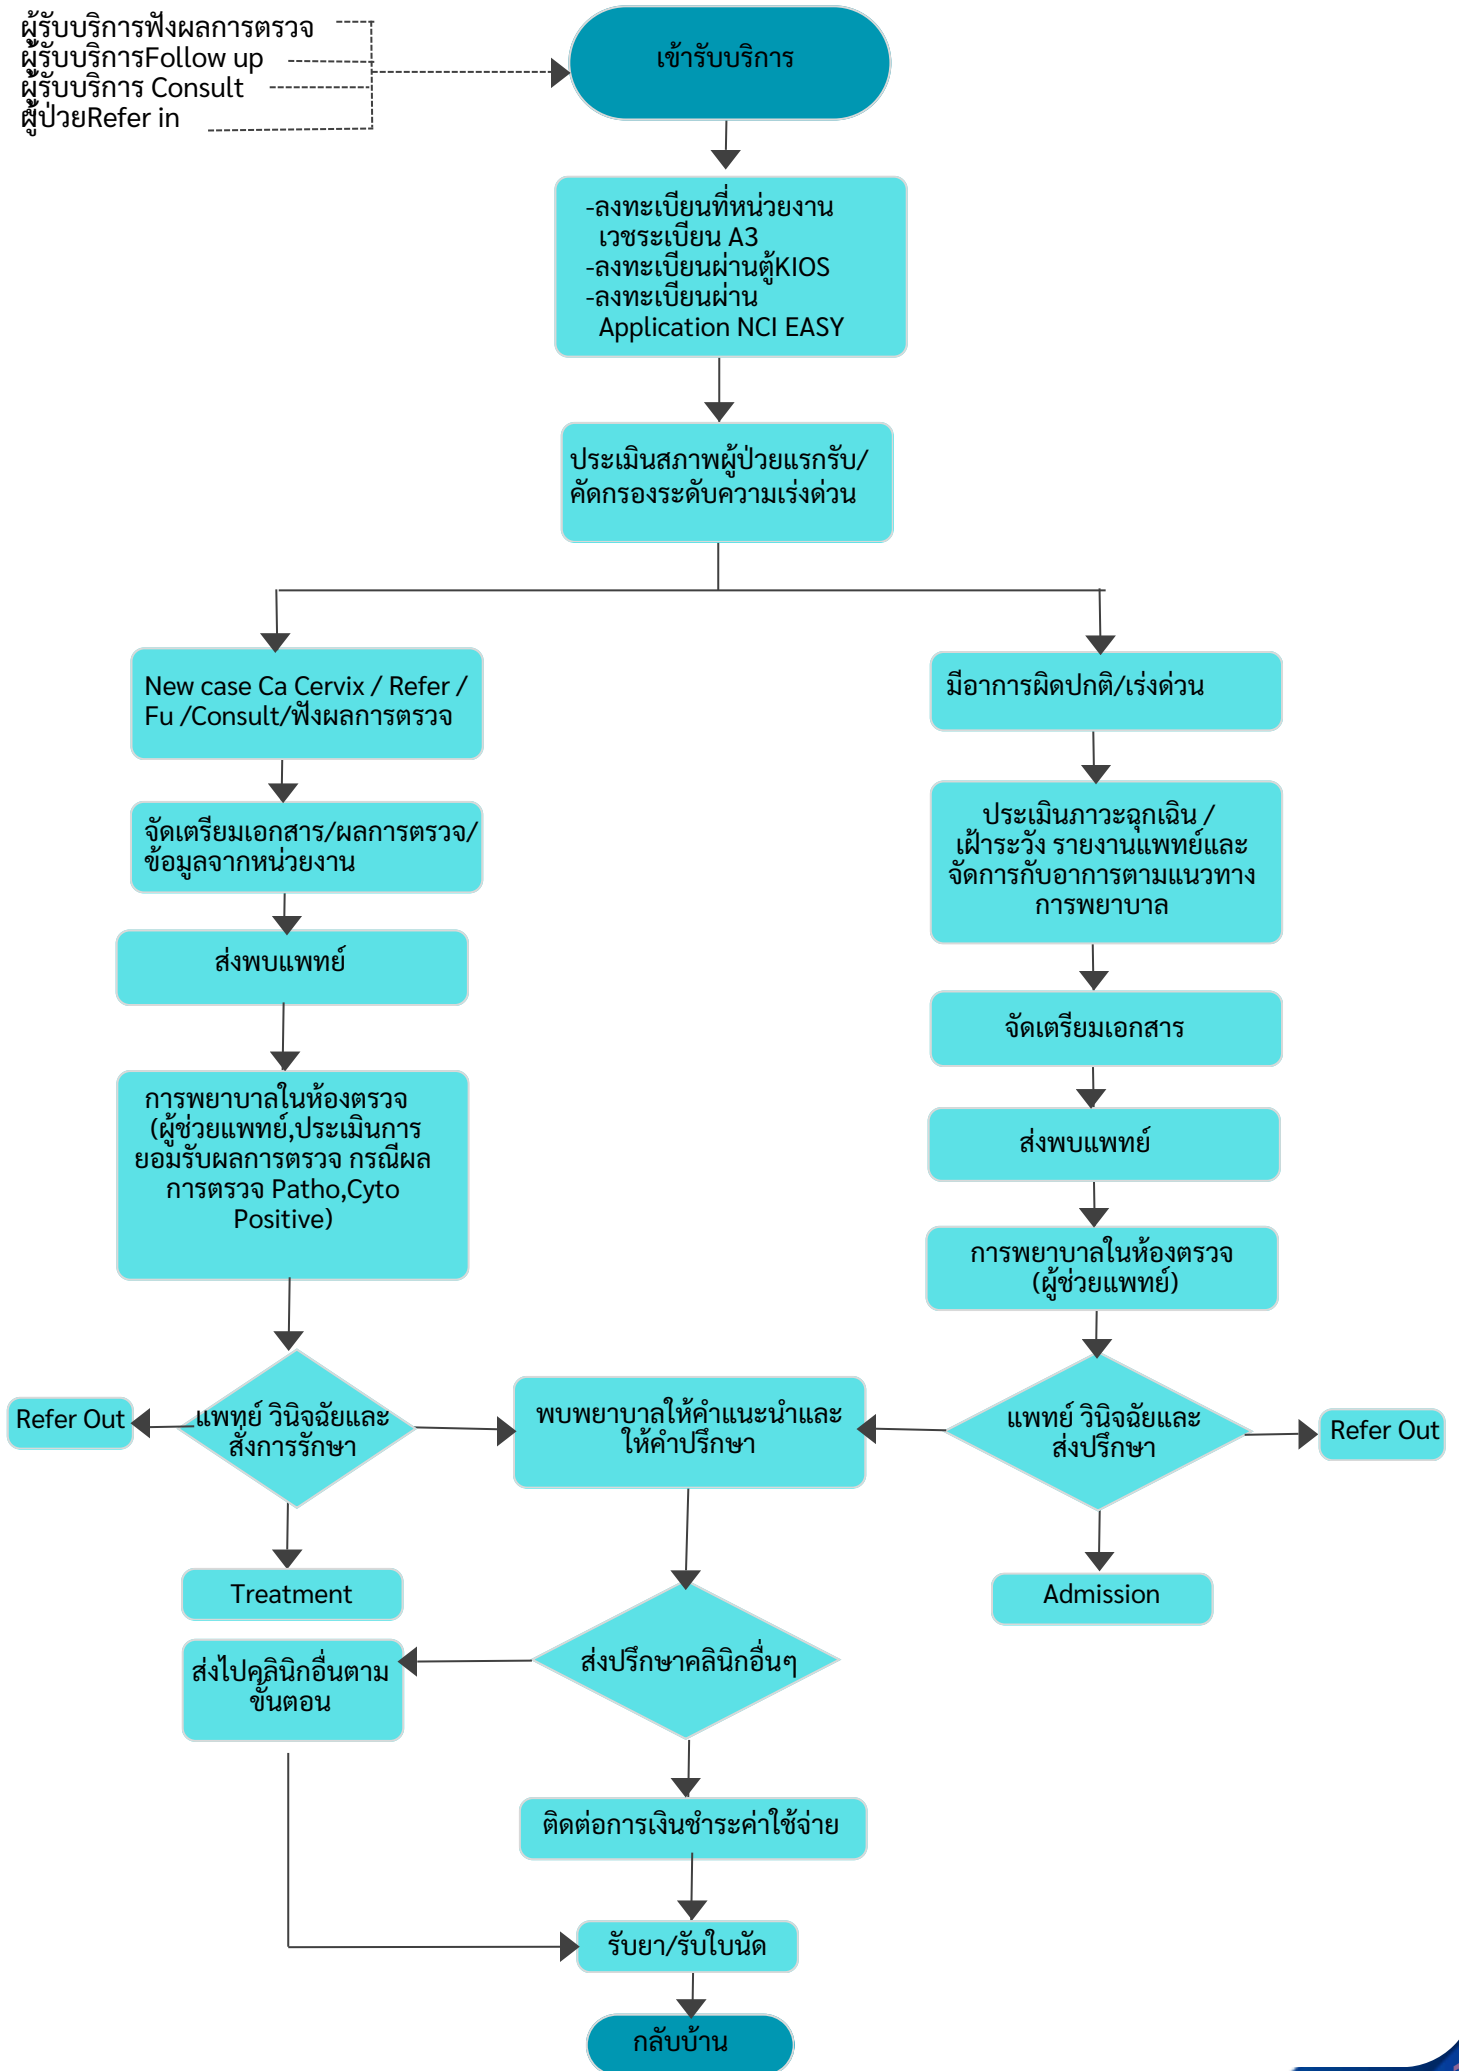 ผู้รับบริการฟังผลการตรวจ
ผู้รับบริการFollow up
ผู้รับบริการ Consult
ผู้ป่วยRefer in
เข้ารับบริการ
-ลงทะเบียนที่หน่วยงาน
เวชระเบียน A3
-ลงทะเบียนผ่านตู้KIOS
-ลงทะเบียนผ่าน
Application NCI EASY
ประเมินสภาพผู้ป่วยแรกรับ/
คัดกรองระดับความเร่งด่วน
New case Ca Cervix / Refer /
Fu /Consult/ฟังผลการตรวจ
จัดเตรียมเอกสาร/ผลการตรวจ/
ข้อมูลจากหน่วยงาน
ส่งพบแพทย์
การพยาบาลในห้องตรวจ
(ผู้ช่วยแพทย์,ประเมินการ
ยอมรับผลการตรวจ กรณีผล
การตรวจ Patho,Cyto
Positive)
มีอาการผิดปกติ/เร่งด่วน
ประเมินภาวะฉุกเฉิน /
เฝ้าระวัง รายงานแพทย์และ
จัดการกับอาการตามแนวทาง
การพยาบาล
จัดเตรียมเอกสาร
ส่งพบแพทย์
การพยาบาลในห้องตรวจ
(ผู้ช่วยแพทย์)
Refer Out
แพทย์ วินิจฉัยและ
สั่งการรักษา
พบพยาบาลให้คำแนะนำและ
ให้คำปรึกษา
แพทย์ วินิจฉัยและ
ส่งปรึกษา
Refer Out
Treatment
Admission
ส่งไปคลินิกอื่นตาม
ขั้นตอน
ส่งปรึกษาคลินิกอื่นๆ
ติดต่อการเงินชำระค่าใช้จ่าย
รับยา/รับใบนัด
กลับบ้าน